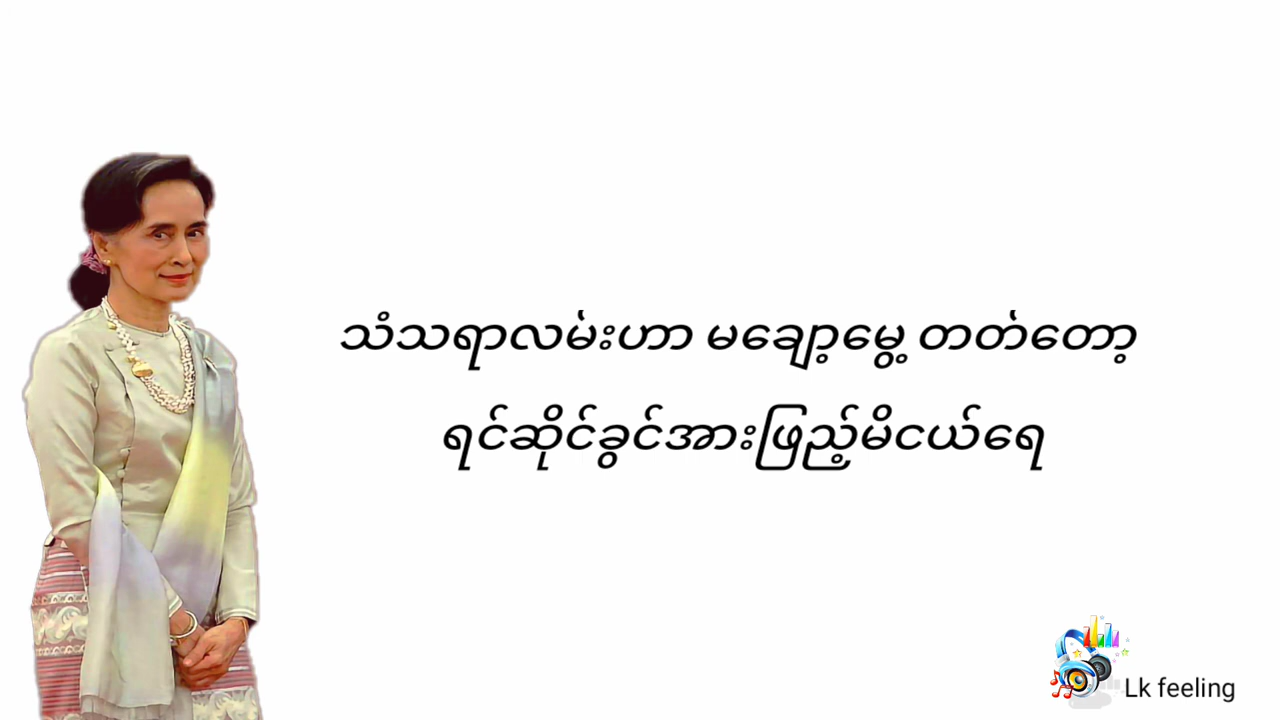 သံသရာလမ်းဟာ မချော့မွေ့ တတ်တော့
ရင်ဆိုင်ခွင်အားဖြည့်မိငယ်ရေ
Lk feeling